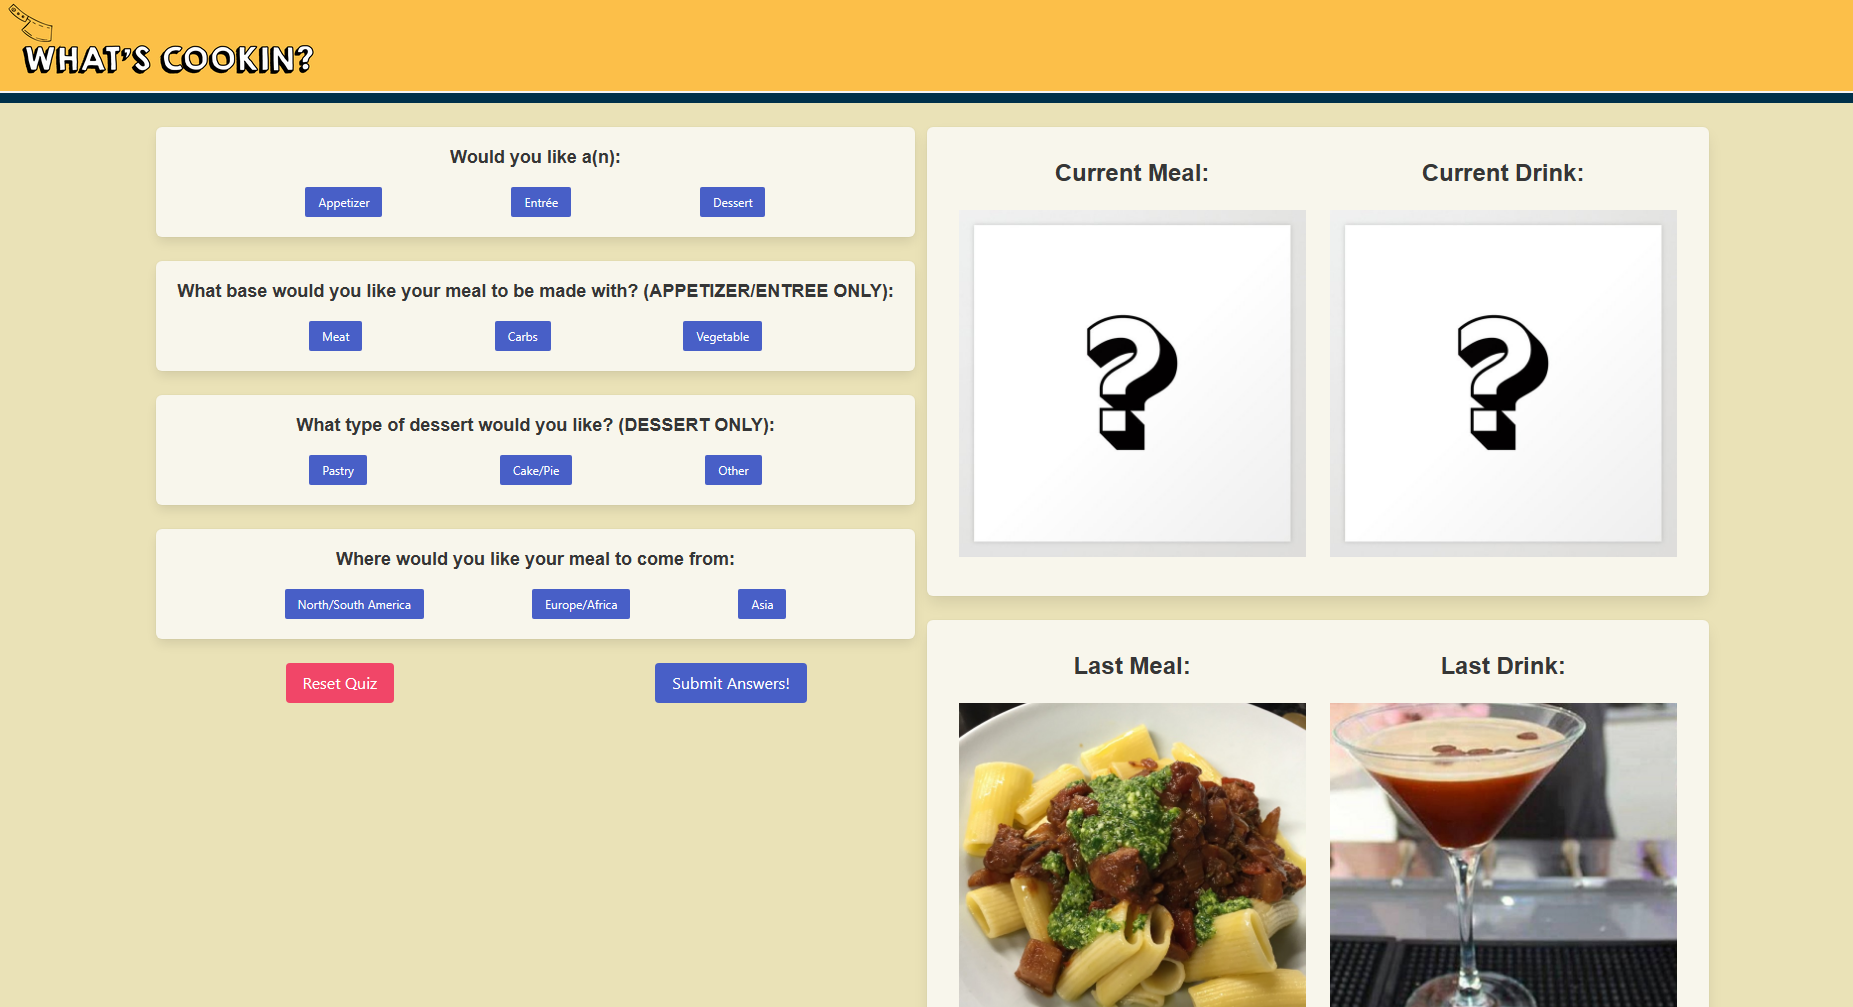 WHAT'S COOKIN?
Would you like a(n):
Appetizer Entrée Dessert
What base would you like your meal to be made with? (APPETIZER/ENTREE ONLY):
Meat Carbs Vegetable
What type of dessert would you like? (DESSERT ONLY):
Pastry Cake/Pie Other
Where would you like your meal to come from:
North/South America Europe/Africa Asia
Reset Quiz Submit Answers!
Current Meal: Current Drink:
? ?
Last Meal: Last Drink: